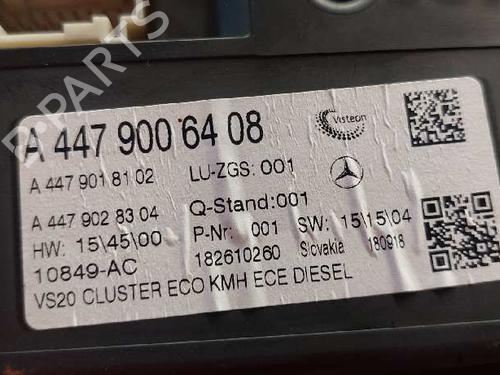 B-PARTS
A 447 900 64 08
Visteon
A 447 901 81 02
LU-ZGS: 001
A 447 902 83 04
Q-Stand:001
HW: 15\45\00
P-Nr: 001
SW: 15\15\04
10849-AC
182610260
Slovakia
180918
VS20 CLUSTER ECO KMH ECE DIESEL